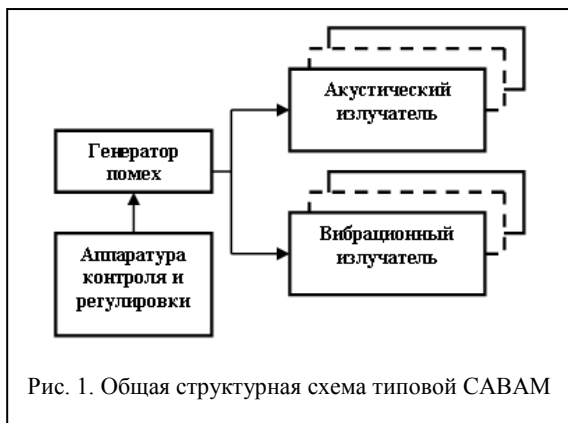 Акустический
излучатель
Генератор
помех
Вибрационный
излучатель
Аппаратура
контроля и
регулировки
Рис. 1. Общая структурная схема типовой САВАМ